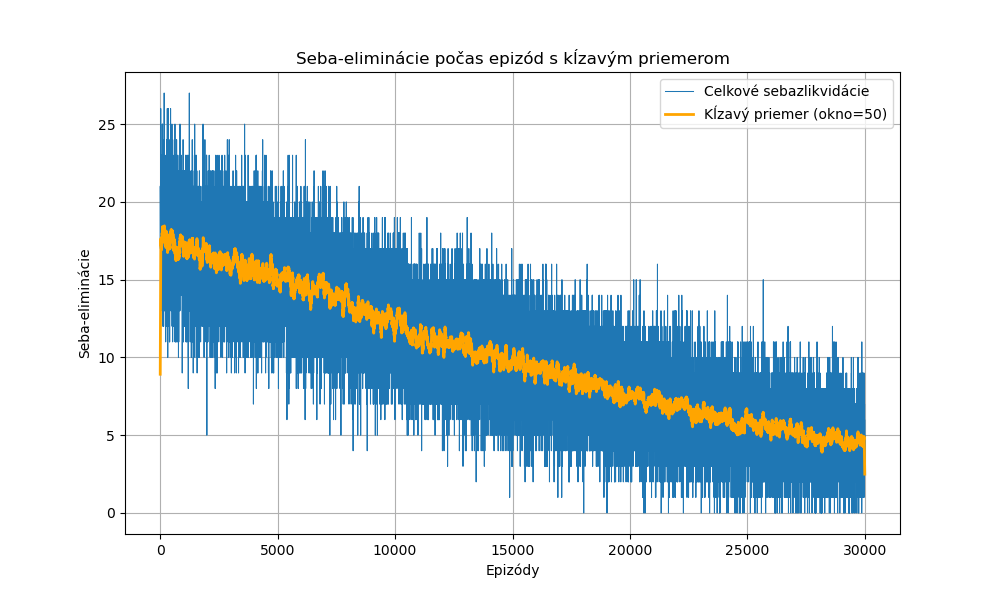 Seba-eliminácie počas epizód s kĺzavým priemerom
Celkové sebazlikvidácie
Kĺzavý priemer (okno=50)
Seba-eliminácie
25
20
15
10
5
0
0 5000 10000 15000 20000 25000 30000
Epizódy